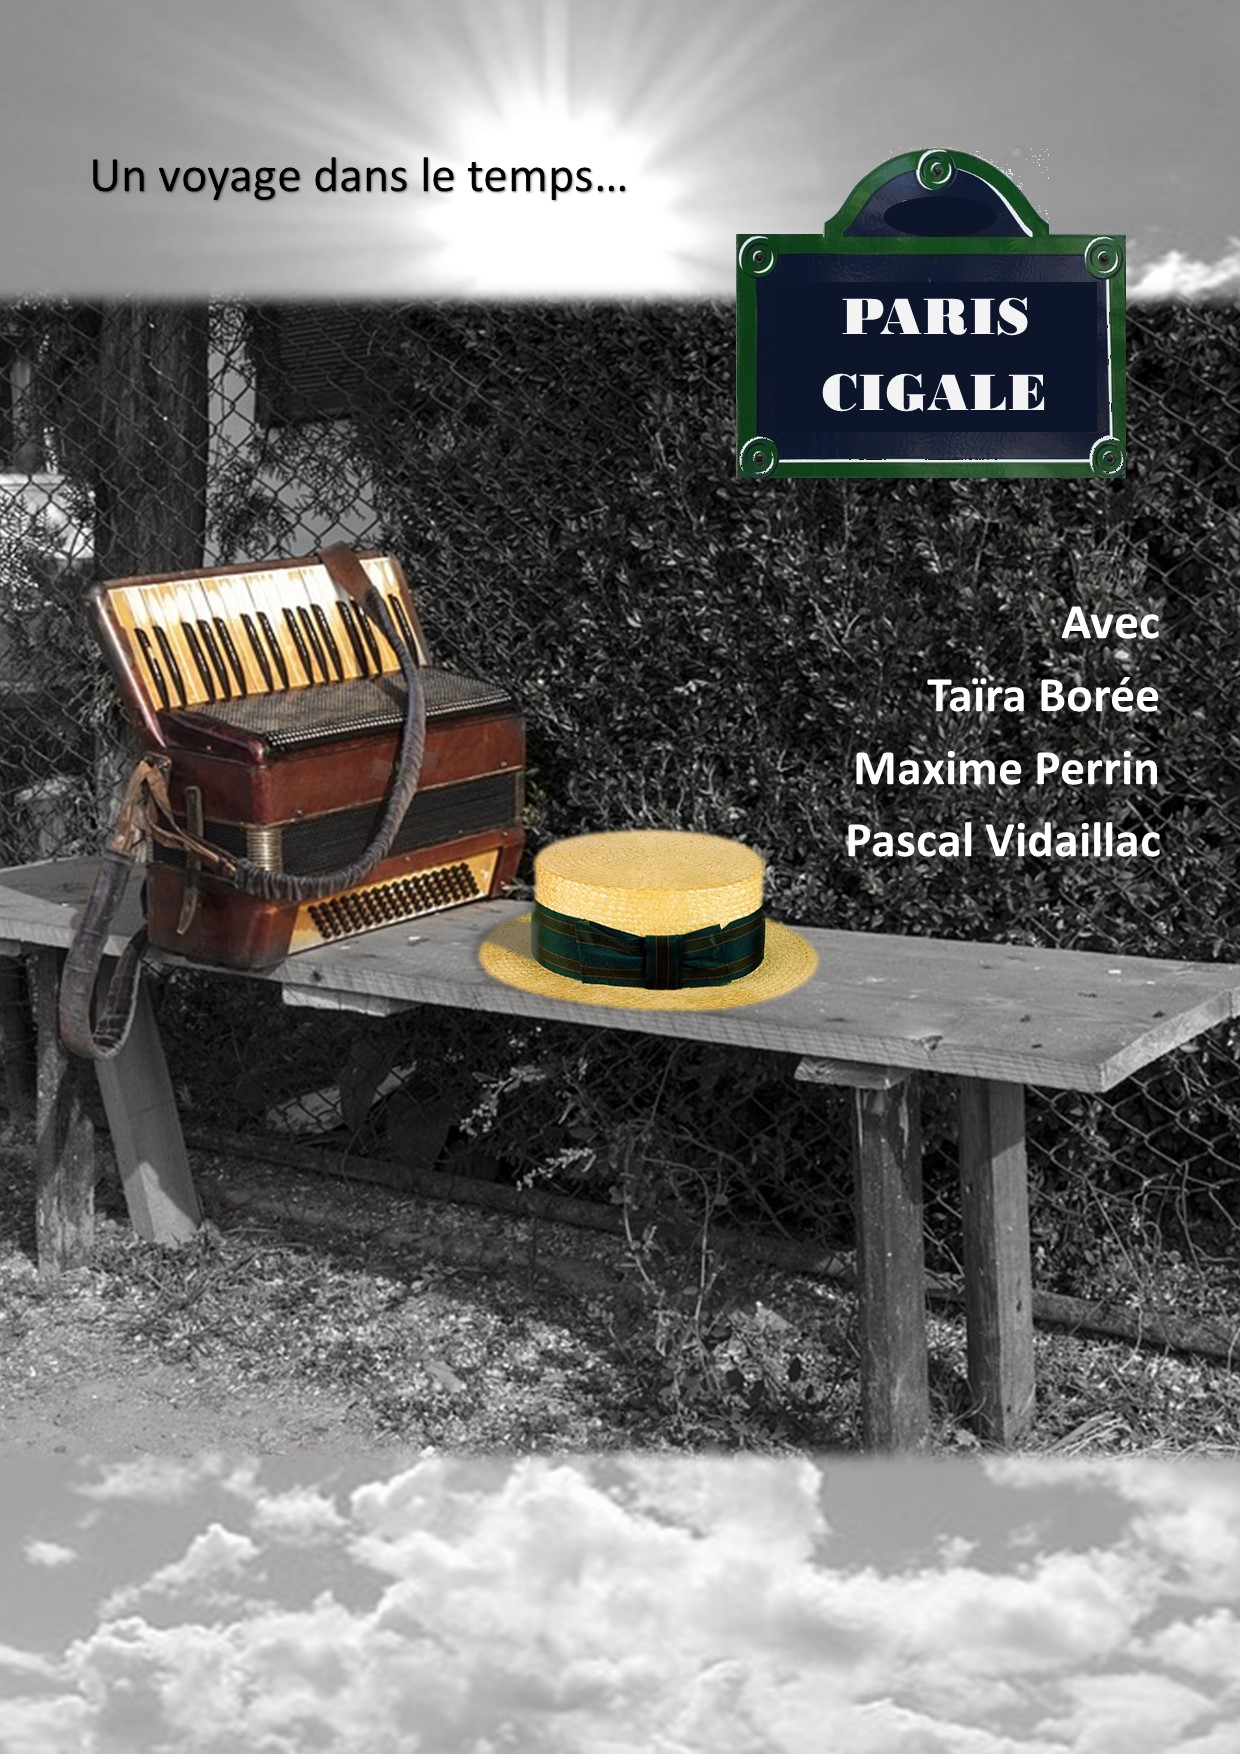 Un voyage dans le temps...
PARIS
CIGALE
Avec
Taïra Borée
Maxime Perrin
Pascal Vidaillac